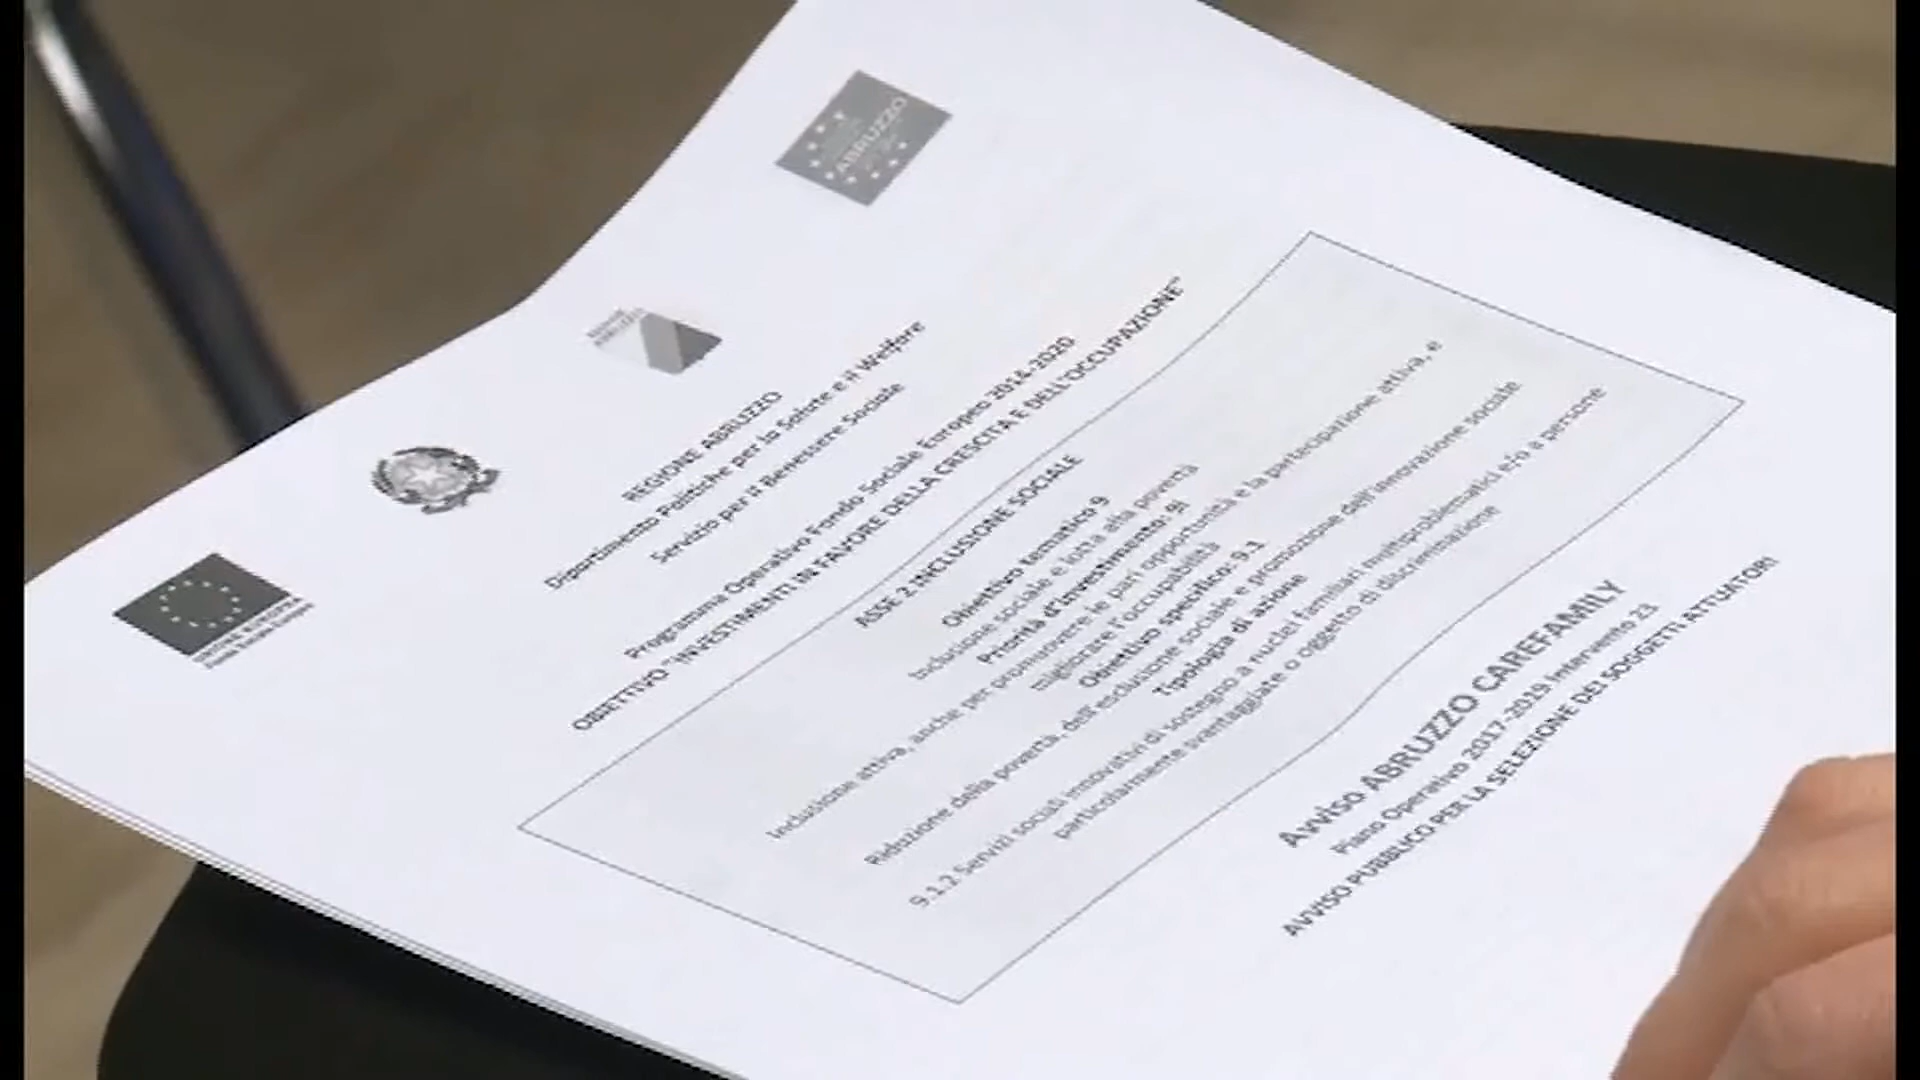 ABRUZZO
UNIONE EUROPEA
REGIONE ABRUZZO
Dipartimento Politiche per la Salute e il Welfare
Servizio per il Benessere Sociale
Programma Operativo Fondo Sociale Europeo 2014-2020
OBIETTIVO "INVESTIMENTI IN FAVORE DELLA CRESCITA E DELL'OCCUPAZIONE"
ASSE 2 INCLUSIONE SOCIALE
Obiettivo tematico 9
Inclusione sociale e lotta alla povertà
Priorità d'investimento: 9i
Inclusione attiva, anche per promuovere le pari opportunità e la partecipazione attiva, e
migliorare l'occupabilità
Obiettivo specifico: 9.1
Riduzione della povertà, dell'esclusione sociale e promozione dell'innovazione sociale
Tipologia di azione
9.1.2 Servizi sociali innovativi di sostegno a nuclei familiari multiproblematici e/o a persone
particolarmente svantaggiate o oggetto di discriminazione
Avviso ABRUZZO CAREFAMILY
Piano Operativo 2017-2019 Intervento 23
AVVISO PUBBLICO PER LA SELEZIONE DEI SOGGETTI ATTUATORI